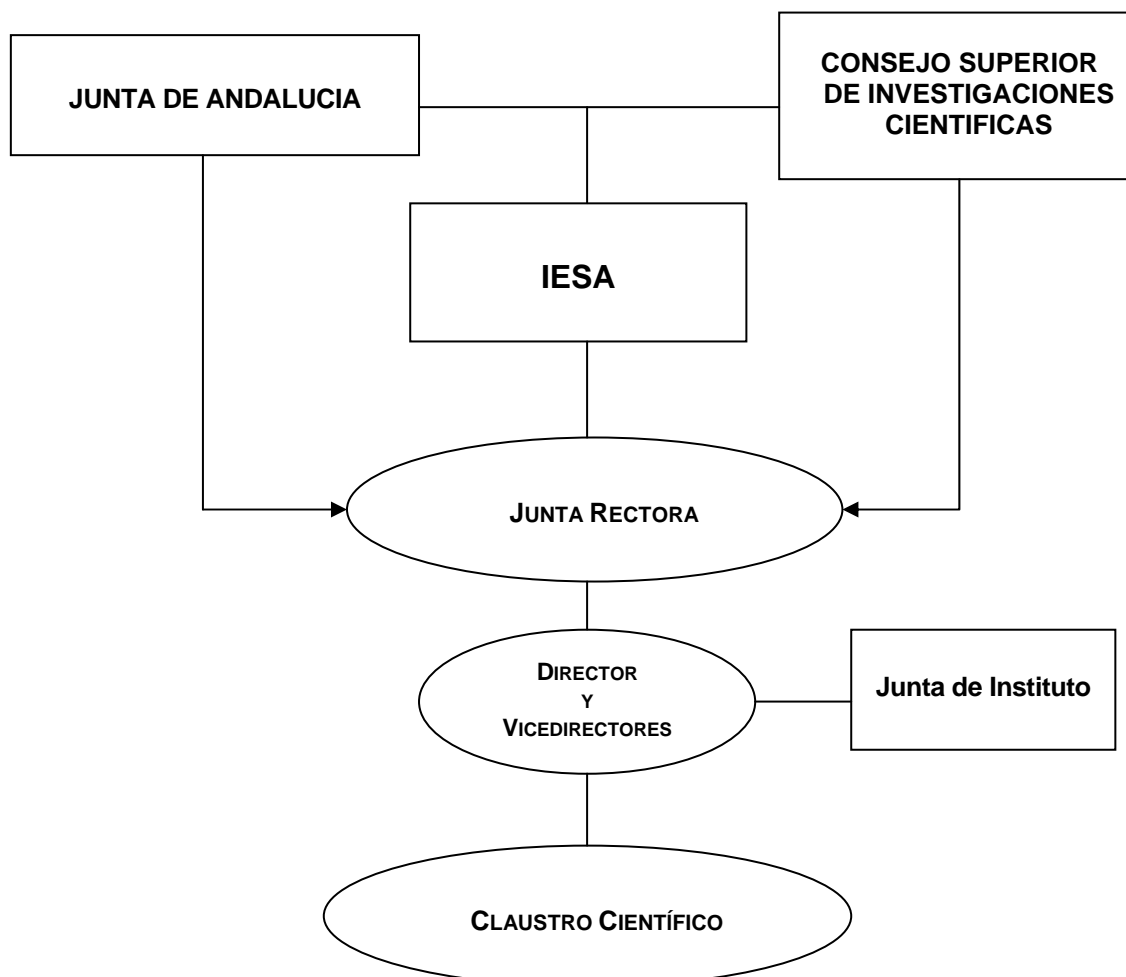 JUNTA DE ANDALUCIA
CONSEJO SUPERIOR
DE INVESTIGACIONES
CIENTIFICAS
IESA
JUNTA RECTORA
DIRECTOR
Y
VICEDIRECTORES
Junta de Instituto
CLAUSTRO CIENTÍFICO